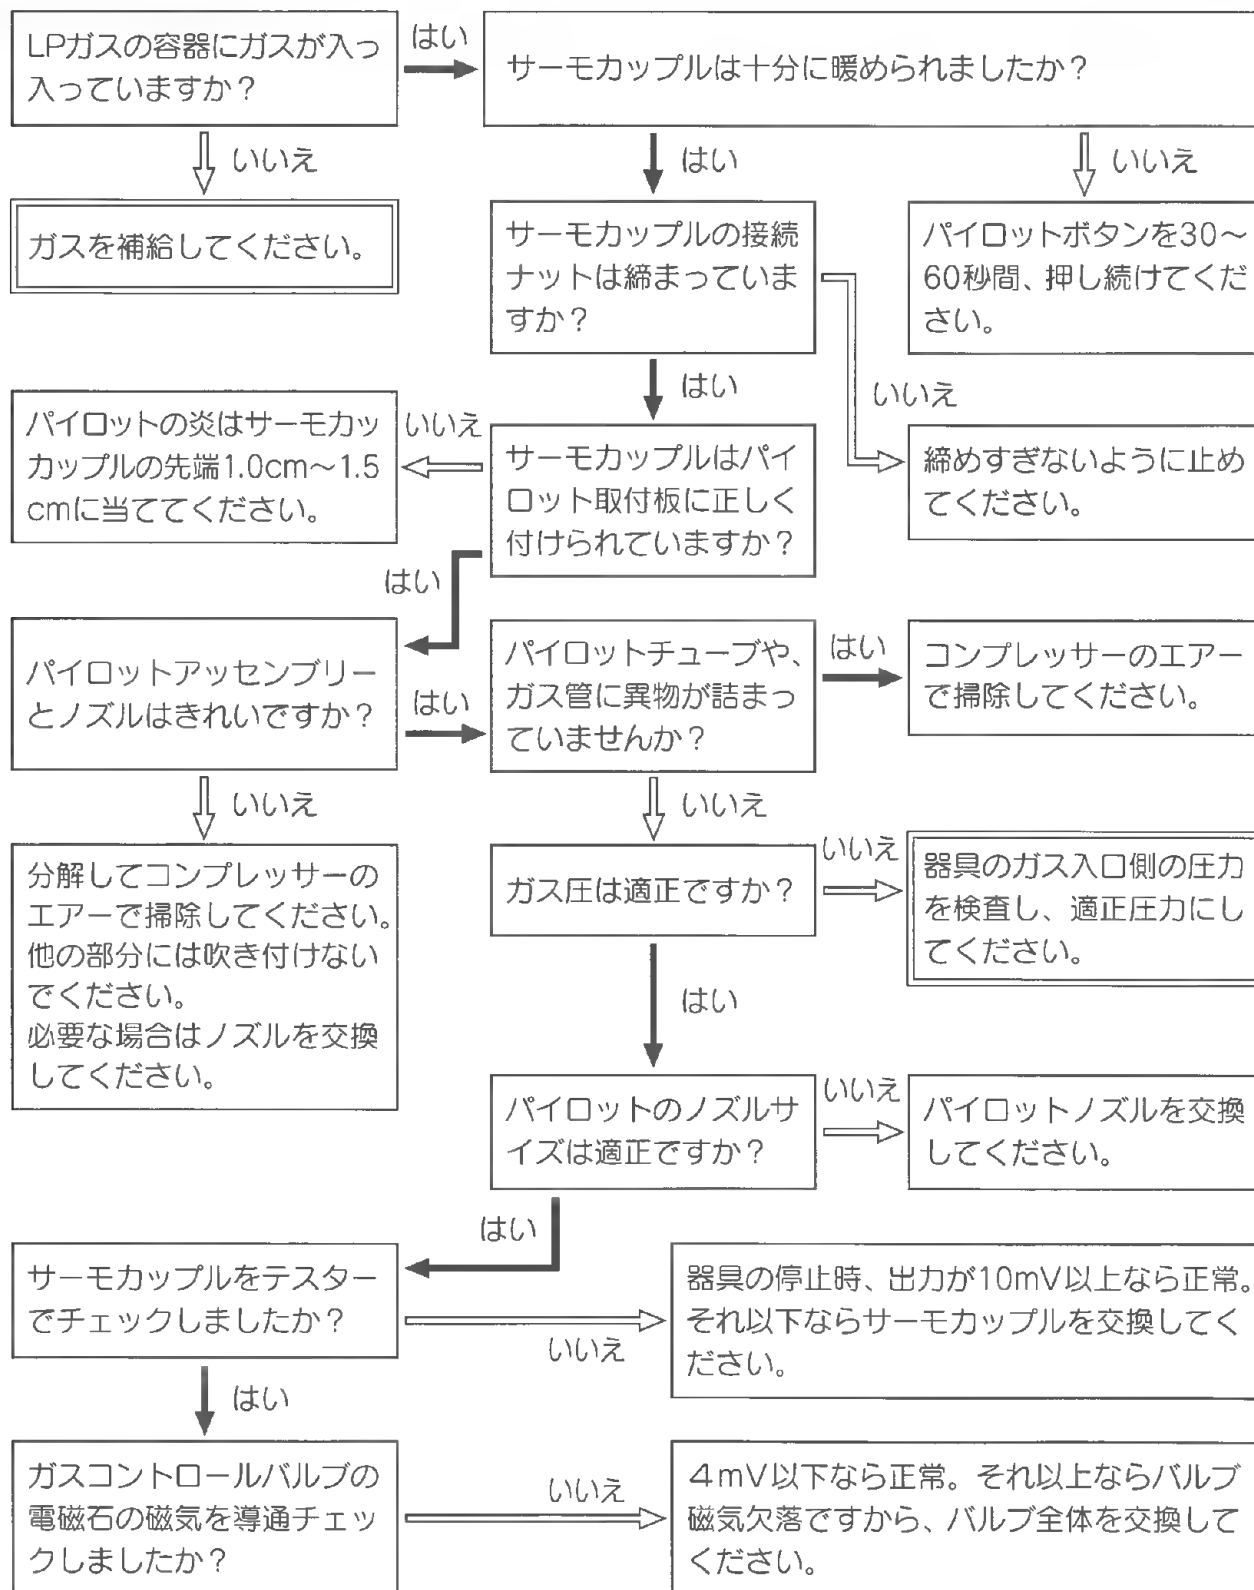 LPガスの容器にガスが入っ
入っていますか？
はい
サーモカップルは十分に暖められましたか？
いいえ
はい
いいえ
ガスを補給してください。
サーモカップルの接続
ナットは締まっていま
すか？
パイロットボタンを30〜
60秒間、押し続けてくだ
さい。
はい
いいえ
パイロットの炎はサーモカッ
カップルの先端1.0cm〜1.5
cmに当ててください。
いいえ
サーモカップルはパイ
ロット取付板に正しく
付けられていますか？
締めすぎないように止め
てください。
はい
パイロットアッセンブリー
とノズルはきれいですか？
はい
パイロットチューブや、
ガス管に異物が詰まっ
ていませんか？
はい
コンプレッサーのエアー
で掃除してください。
いいえ
いいえ
分解してコンプレッサーの
エアーで掃除してください。
他の部分には吹き付けない
でください。
必要な場合はノズルを交換
してください。
ガス圧は適正ですか？
いいえ
器具のガス入口側の圧力
を検査し、適正圧力にし
てください。
はい
パイロットのノズルサ
イズは適正ですか？
いいえ
パイロットノズルを交換
してください。
はい
サーモカップルをテスター
でチェックしましたか？
いいえ
器具の停止時、出力が10mV以上なら正常。
それ以下ならサーモカップルを交換してく
ださい。
はい
ガスコントロールバルブの
電磁石の磁気を導通チェッ
クしましたか？
いいえ
4mV以下なら正常。それ以上ならバルブ
磁気欠落ですから、バルブ全体を交換して
ください。